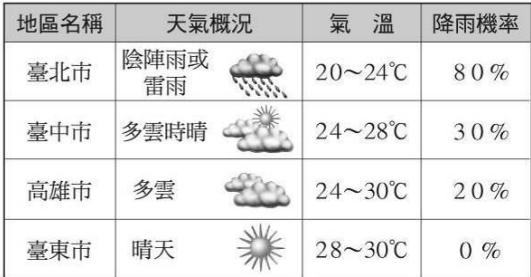 地區名稱 天氣概況 氣 溫 降雨機率
臺北市 陰陣雨或雷雨 20～24℃ 80%
臺中市 多雲時晴 24～28℃ 30%
高雄市 多雲 24～30℃ 20%
臺東市 晴天 28～30℃ 0%